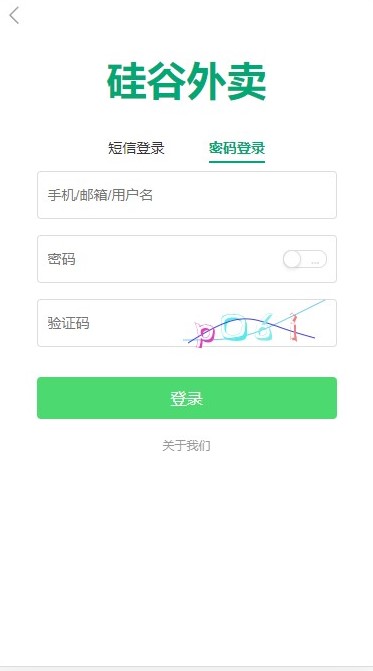 硅谷外卖
短信登录 密码登录
手机/邮箱/用户名
密码 ...
验证码 pO6i
登录
关于我们